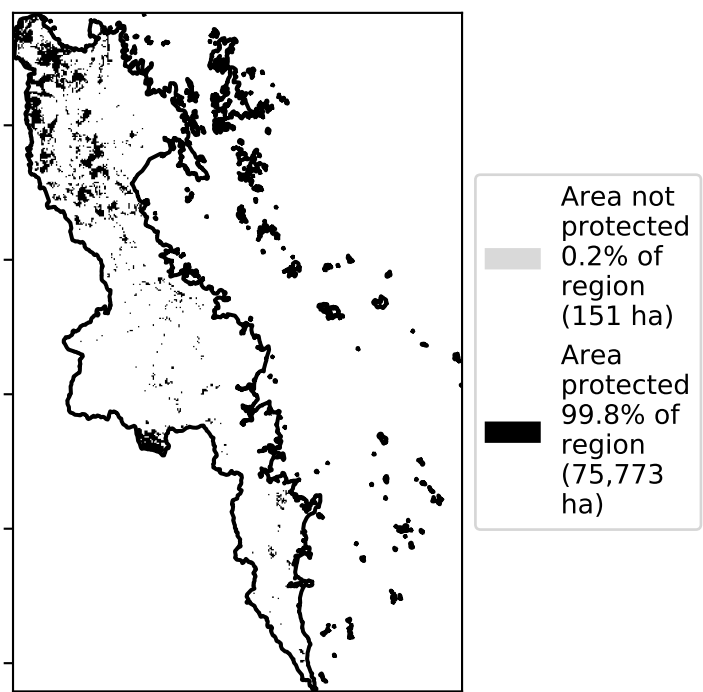 Area not
protected
0.2% of
region
(151 ha)
Area
protected
99.8% of
region
(75,773
ha)